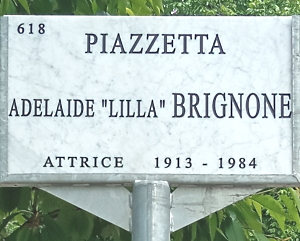 618
PIAZZETTA
ADELAIDE "LILLA" BRIGNONE
ATTRICE 1913 - 1984